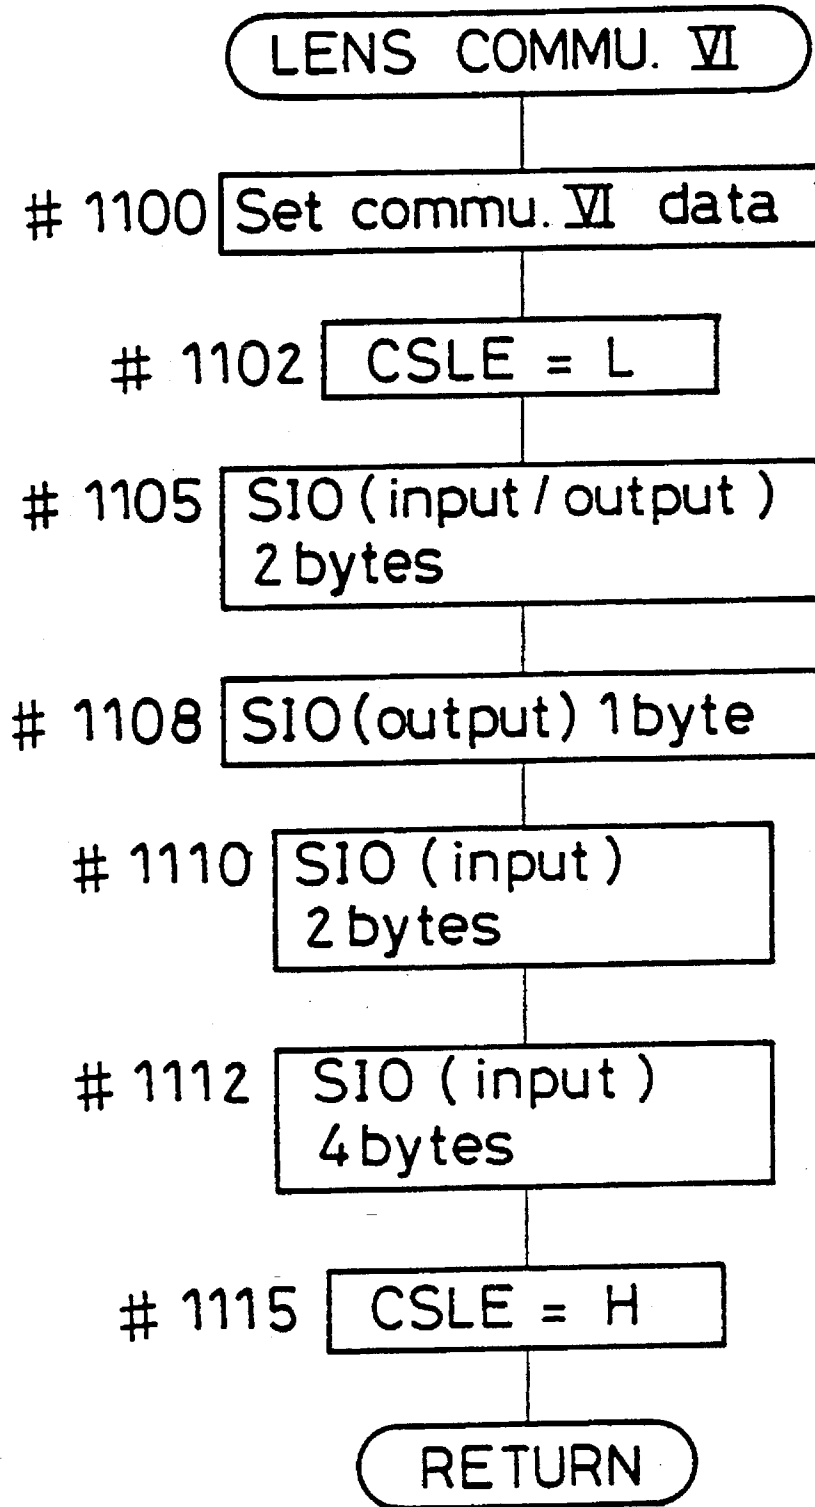 LENS COMMU. VI
# 1100 Set commu. VI data
# 1102 CSLE = L
# 1105 SIO (input / output)
2 bytes
# 1108 SIO (output) 1 byte
# 1110 SIO (input)
2 bytes
# 1112 SIO (input)
4 bytes
# 1115 CSLE = H
RETURN